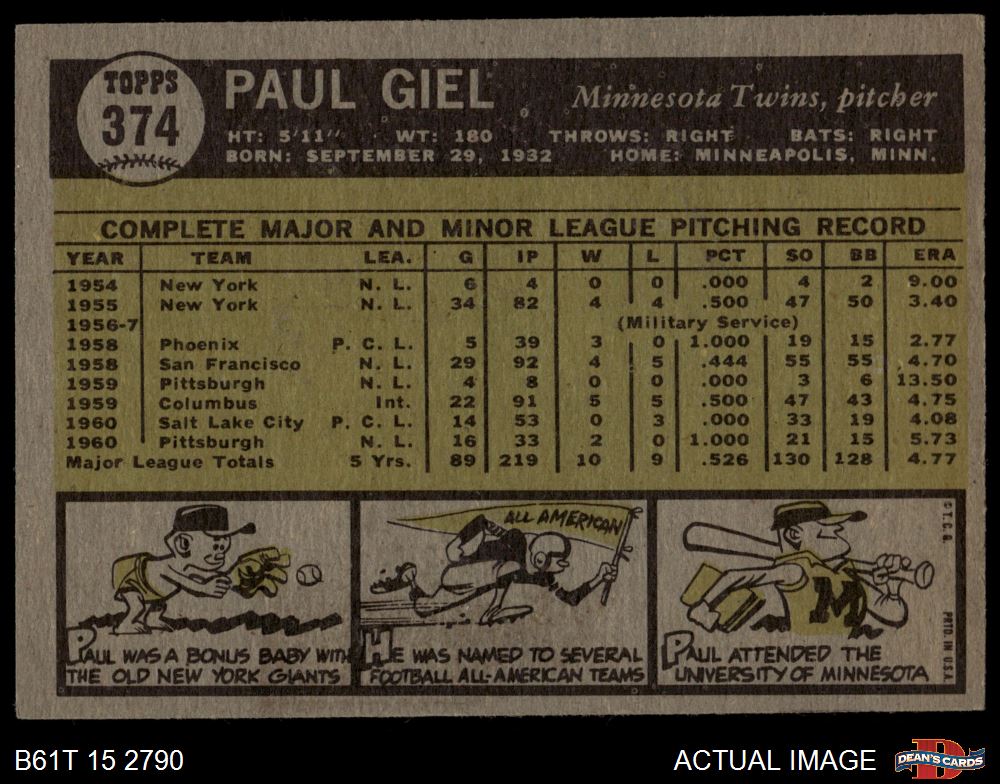 TOPPS
374
PAUL GIEL
Minnesota Twins, pitcher
HT: 5'11" WT: 180 THROWS: RIGHT BATS: RIGHT
BORN: SEPTEMBER 29, 1932 HOME: MINNEAPOLIS, MINN.
COMPLETE MAJOR AND MINOR LEAGUE PITCHING RECORD
YEAR TEAM LEA. G IP W L PCT SO BB ERA
1954 New York N. L. 6 4 0 0 .000 4 2 9.00
1955 New York N. L. 34 82 4 4 .500 47 50 3.40
1956-7 (Military Service)
1958 Phoenix P. C. L. 5 39 3 0 1.000 19 15 2.77
1958 San Francisco N. L. 29 92 4 5 .444 55 55 4.70
1959 Pittsburgh N. L. 4 8 0 0 .000 3 6 13.50
1959 Columbus Int. 22 91 5 5 .500 47 43 4.75
1960 Salt Lake City P. C. L. 14 53 0 3 .000 33 19 4.08
1960 Pittsburgh N. L. 16 33 2 0 1.000 21 15 5.73
Major League Totals 5 Yrs. 89 219 10 9 .526 130 128 4.77
PAUL WAS A BONUS BABY WITH
THE OLD NEW YORK GIANTS
ALL AMERICAN
HE WAS NAMED TO SEVERAL
FOOTBALL ALL-AMERICAN TEAMS
M
PAUL ATTENDED THE
UNIVERSITY OF MINNESOTA
© T.C.G.
PRTD. IN U.S.A.
B61T 15 2790
ACTUAL IMAGE
DEAN'S CARDS